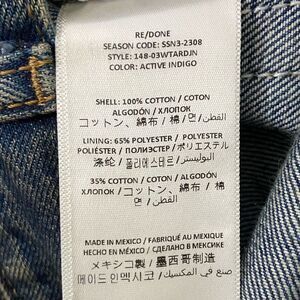 RE/DONE
SEASON CODE: SSN3-2308
STYLE: 148-03WTARDJN
COLOR: ACTIVE INDIGO
SHELL: 100% COTTON / COTON
ALGODÓN / ХЛОПОК
コットン、綿布 / 棉 / 면 / القطن
LINING: 65% POLYESTER / POLYESTER
POLIÉSTER / ПОЛИЭСТЕР / ポリエステル
涤纶 / 폴리에스테르 / البوليستر
35% COTTON / COTON / ALGODÓN
ХЛОПОК / コットン、綿布 / 棉
면 / القطن
MADE IN MEXICO / FABRIQUÉ AU MEXIQUE
HECHO EN MÉXICO / СДЕЛАНО В МЕКСИКЕ
メキシコ製 / 墨西哥制造
메이드 인 멕시코 / صنع في المكسيك